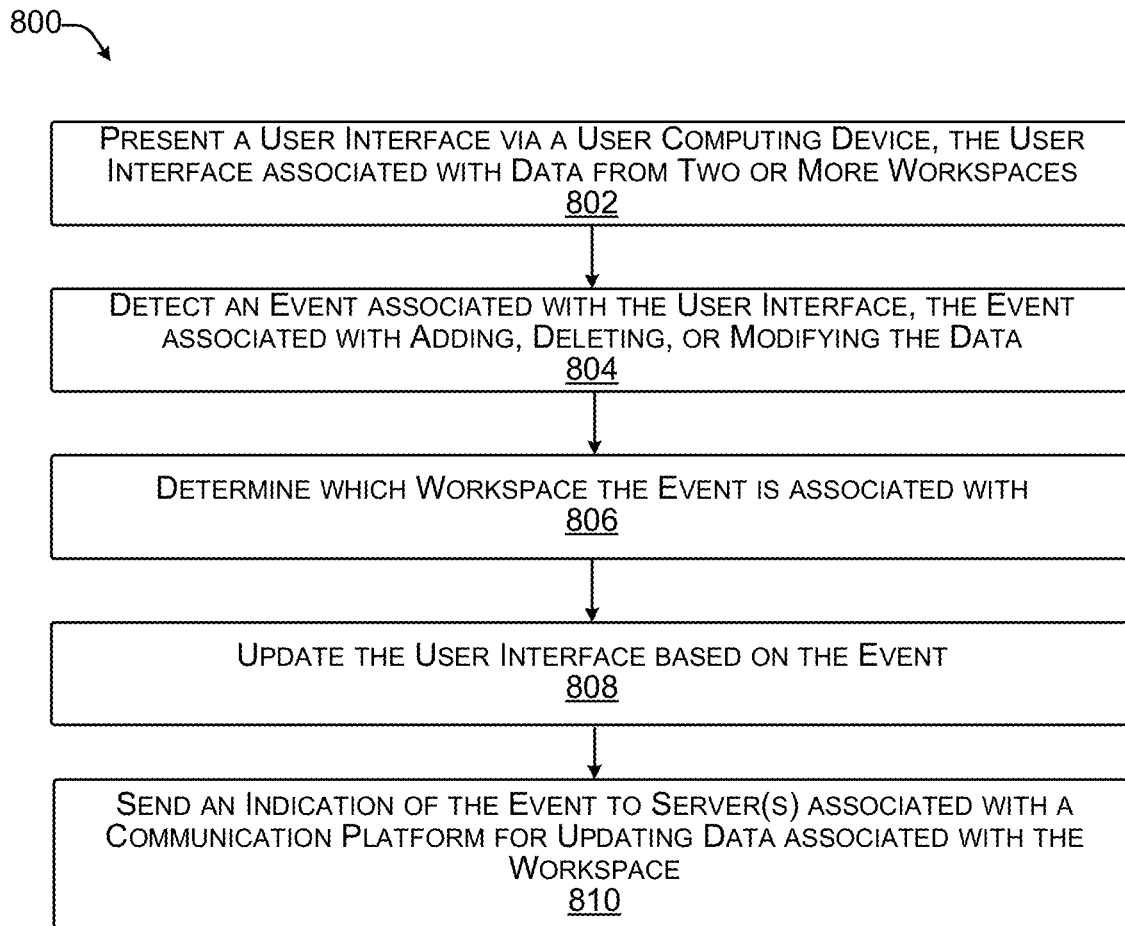 800
PRESENT A USER INTERFACE VIA A USER COMPUTING DEVICE, THE USER
INTERFACE ASSOCIATED WITH DATA FROM TWO OR MORE WORKSPACES
802
DETECT AN EVENT ASSOCIATED WITH THE USER INTERFACE, THE EVENT
ASSOCIATED WITH ADDING, DELETING, OR MODIFYING THE DATA
804
DETERMINE WHICH WORKSPACE THE EVENT IS ASSOCIATED WITH
806
UPDATE THE USER INTERFACE BASED ON THE EVENT
808
SEND AN INDICATION OF THE EVENT TO SERVER(S) ASSOCIATED WITH A
COMMUNICATION PLATFORM FOR UPDATING DATA ASSOCIATED WITH THE
WORKSPACE
810